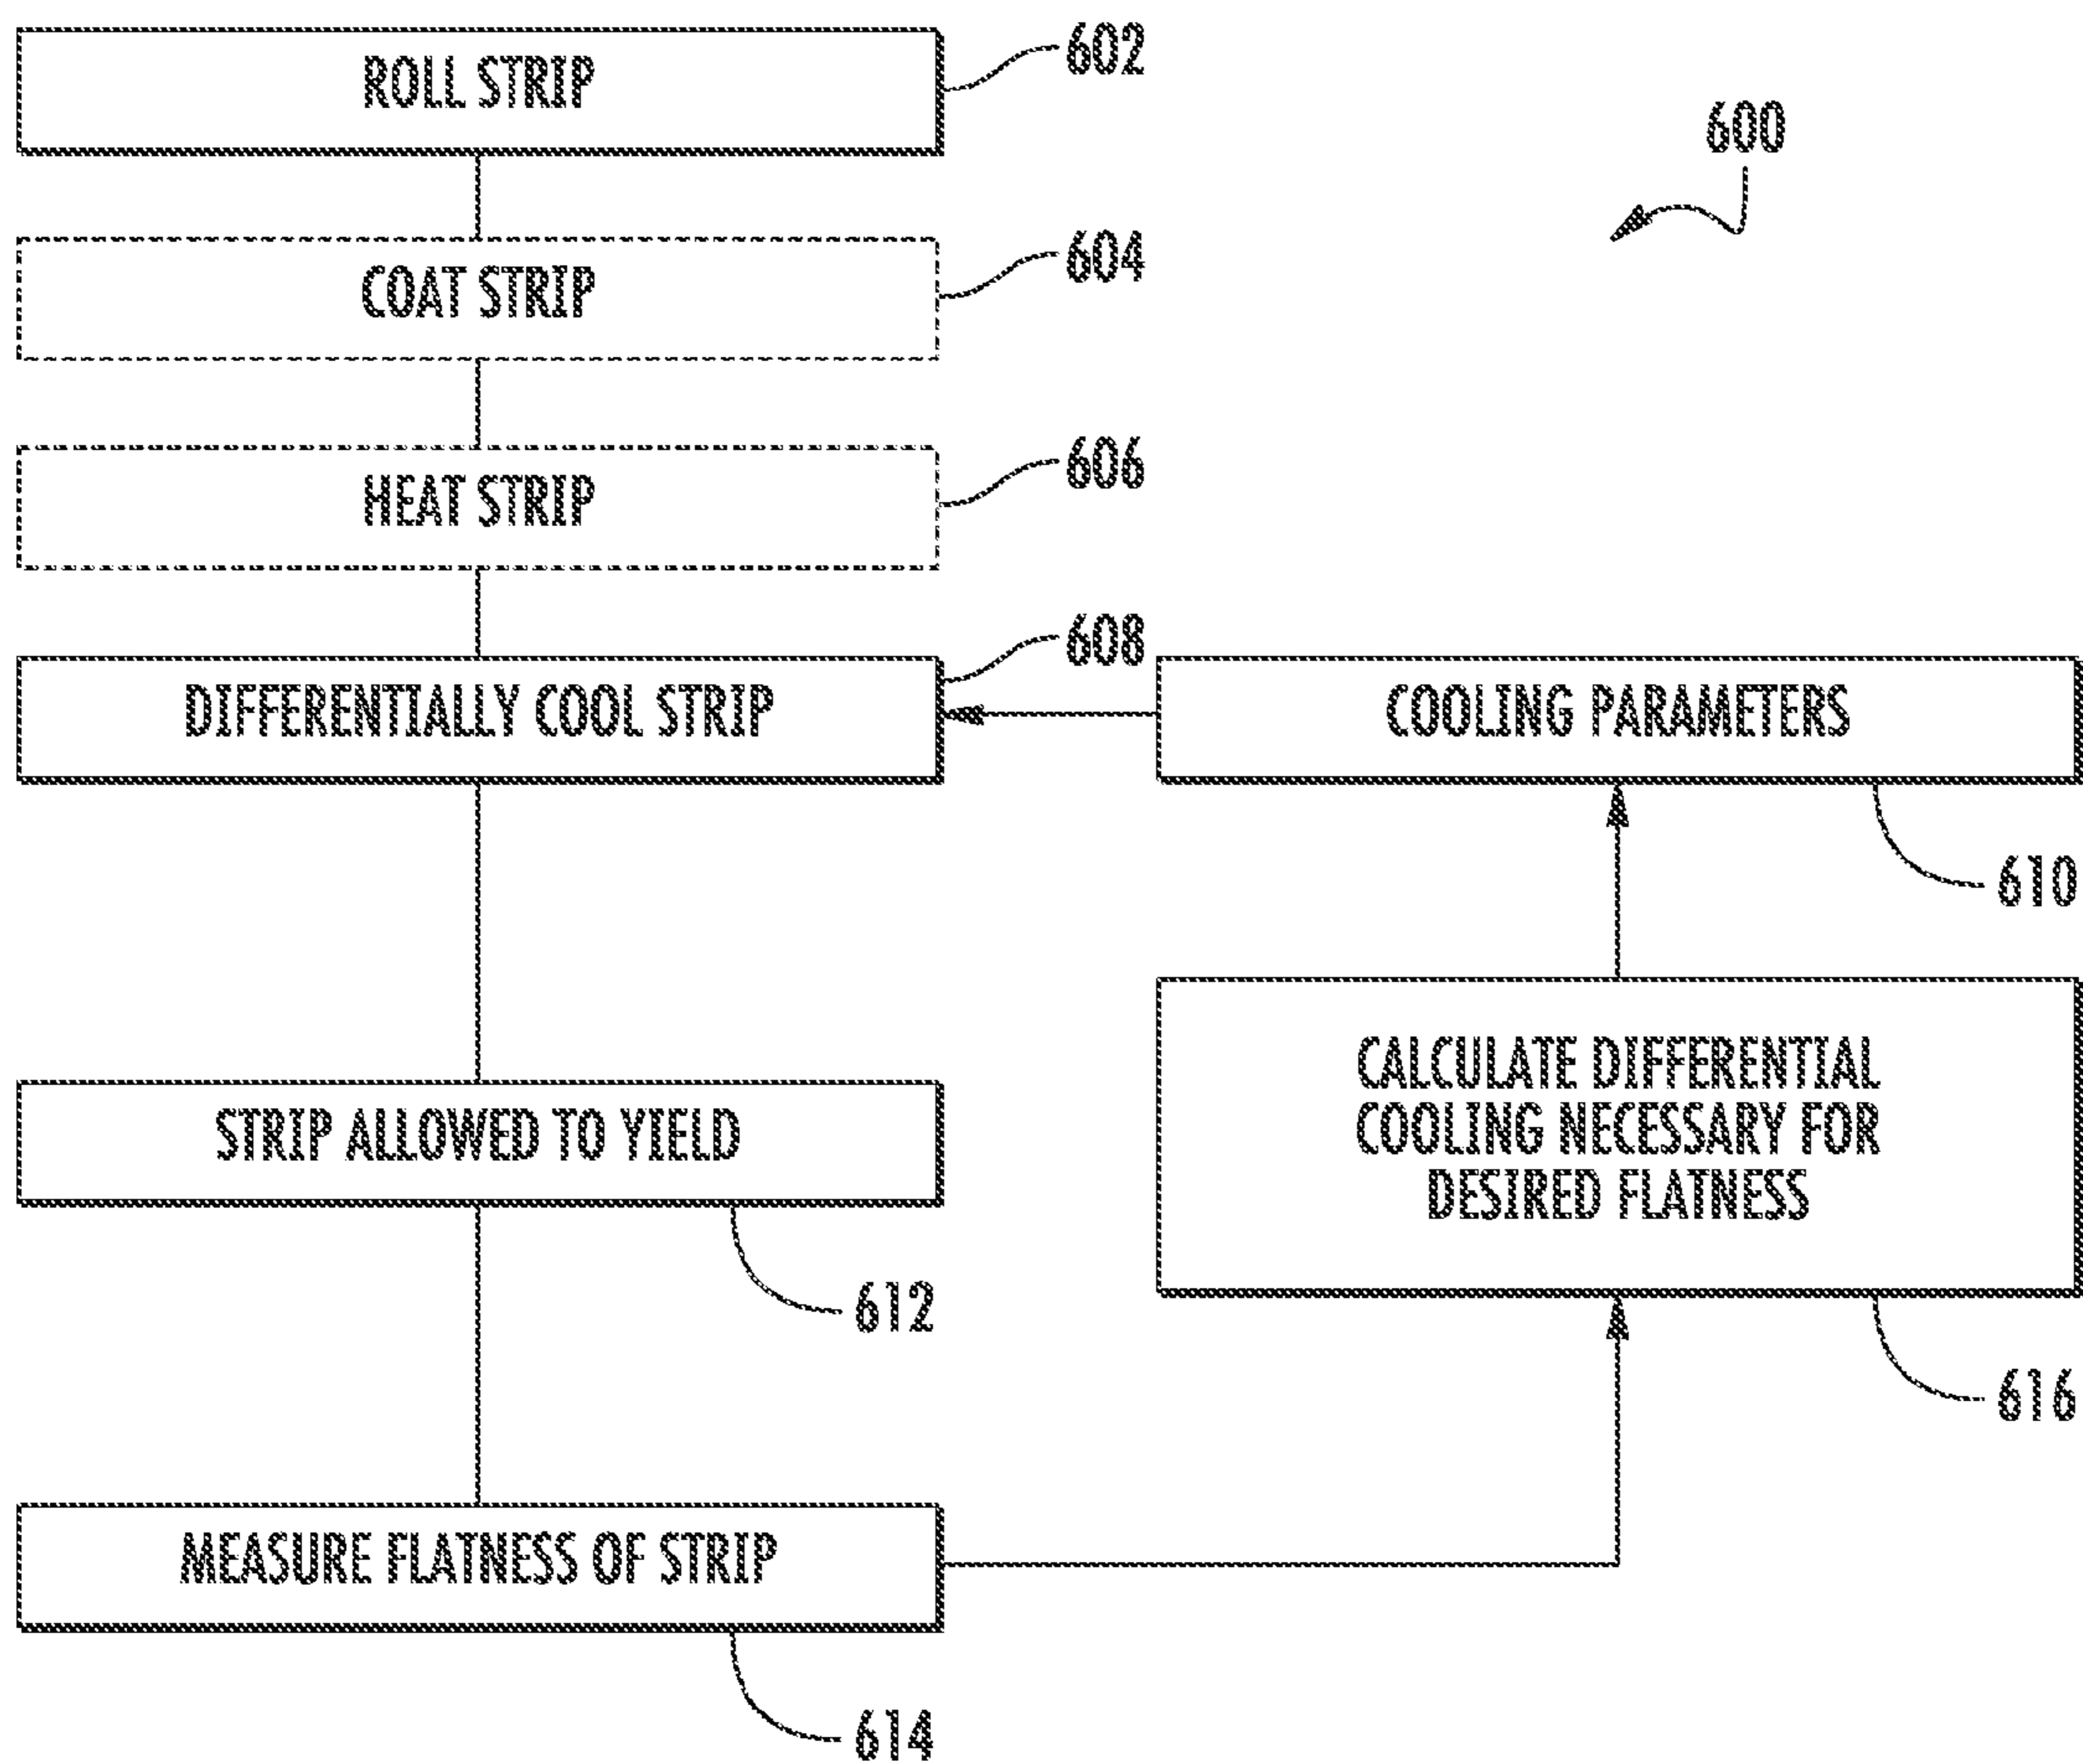 ROLL STRIP
602
600
COAT STRIP
604
HEAT STRIP
606
608
DIFFERENTIALLY COOL STRIP
COOLING PARAMETERS
610
STRIP ALLOWED TO YIELD
612
CALCULATE DIFFERENTIAL
COOLING NECESSARY FOR
DESIRED FLATNESS
616
MEASURE FLATNESS OF STRIP
614